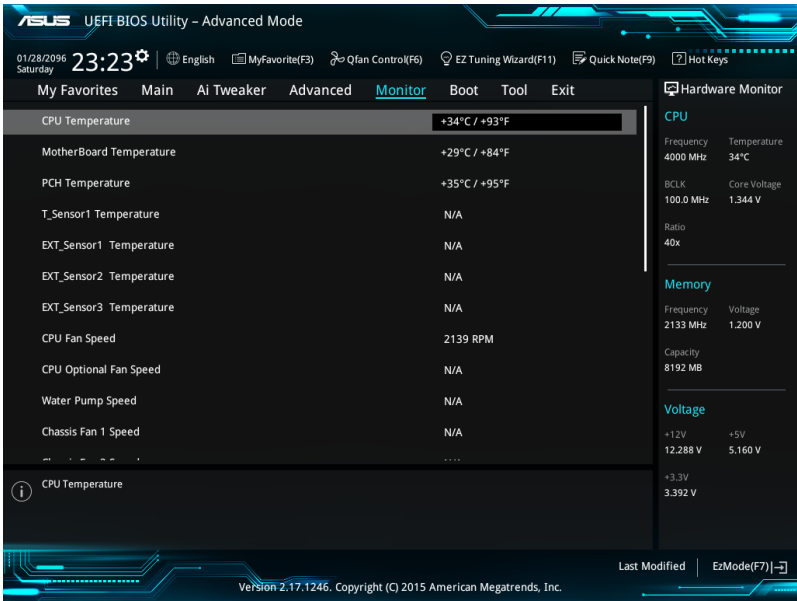 ASUS UEFI BIOS Utility – Advanced Mode
01/28/2096
Saturday
23:23
English
MyFavorite(F3)
Qfan Control(F6)
EZ Tuning Wizard(F11)
Quick Note(F9)
Hot Keys
My Favorites Main Ai Tweaker Advanced Monitor Boot Tool Exit
CPU Temperature +34°C / +93°F
MotherBoard Temperature +29°C / +84°F
PCH Temperature +35°C / +95°F
T_Sensor1 Temperature N/A
EXT_Sensor1 Temperature N/A
EXT_Sensor2 Temperature N/A
EXT_Sensor3 Temperature N/A
CPU Fan Speed 2139 RPM
CPU Optional Fan Speed N/A
Water Pump Speed N/A
Chassis Fan 1 Speed N/A
CPU Temperature
Hardware Monitor
CPU
Frequency Temperature
4000 MHz 34°C
BCLK Core Voltage
100.0 MHz 1.344 V
Ratio
40x
Memory
Frequency Voltage
2133 MHz 1.200 V
Capacity
8192 MB
Voltage
+12V +5V
12.288 V 5.160 V
+3.3V
3.392 V
Last Modified
EzMode(F7)
Version 2.17.1246. Copyright (C) 2015 American Megatrends, Inc.